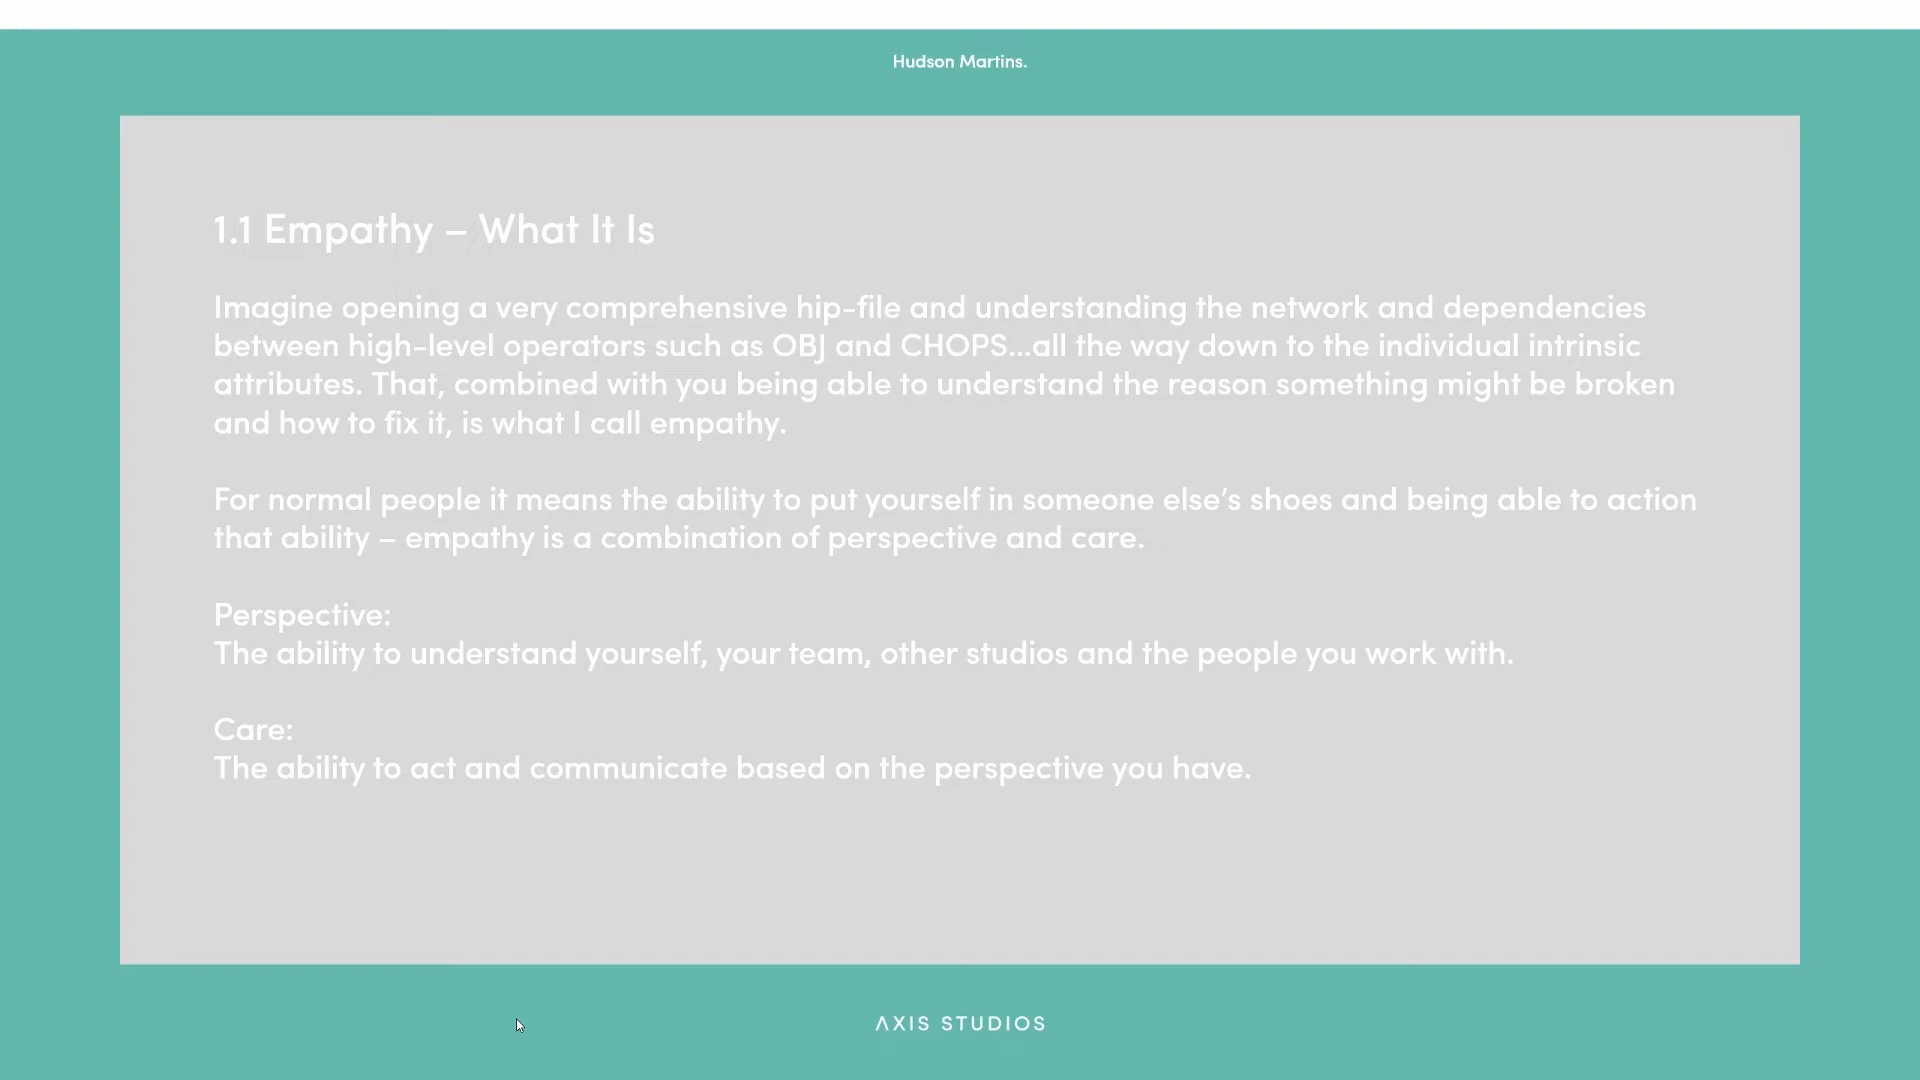 Hudson Martins.
1.1 Empathy – What It Is
Imagine opening a very comprehensive hip-file and understanding the network and dependencies
between high-level operators such as OBJ and CHOPS...all the way down to the individual intrinsic
attributes. That, combined with you being able to understand the reason something might be broken
and how to fix it, is what I call empathy.
For normal people it means the ability to put yourself in someone else’s shoes and being able to action
that ability – empathy is a combination of perspective and care.
Perspective:
The ability to understand yourself, your team, other studios and the people you work with.
Care:
The ability to act and communicate based on the perspective you have.
AXIS STUDIOS